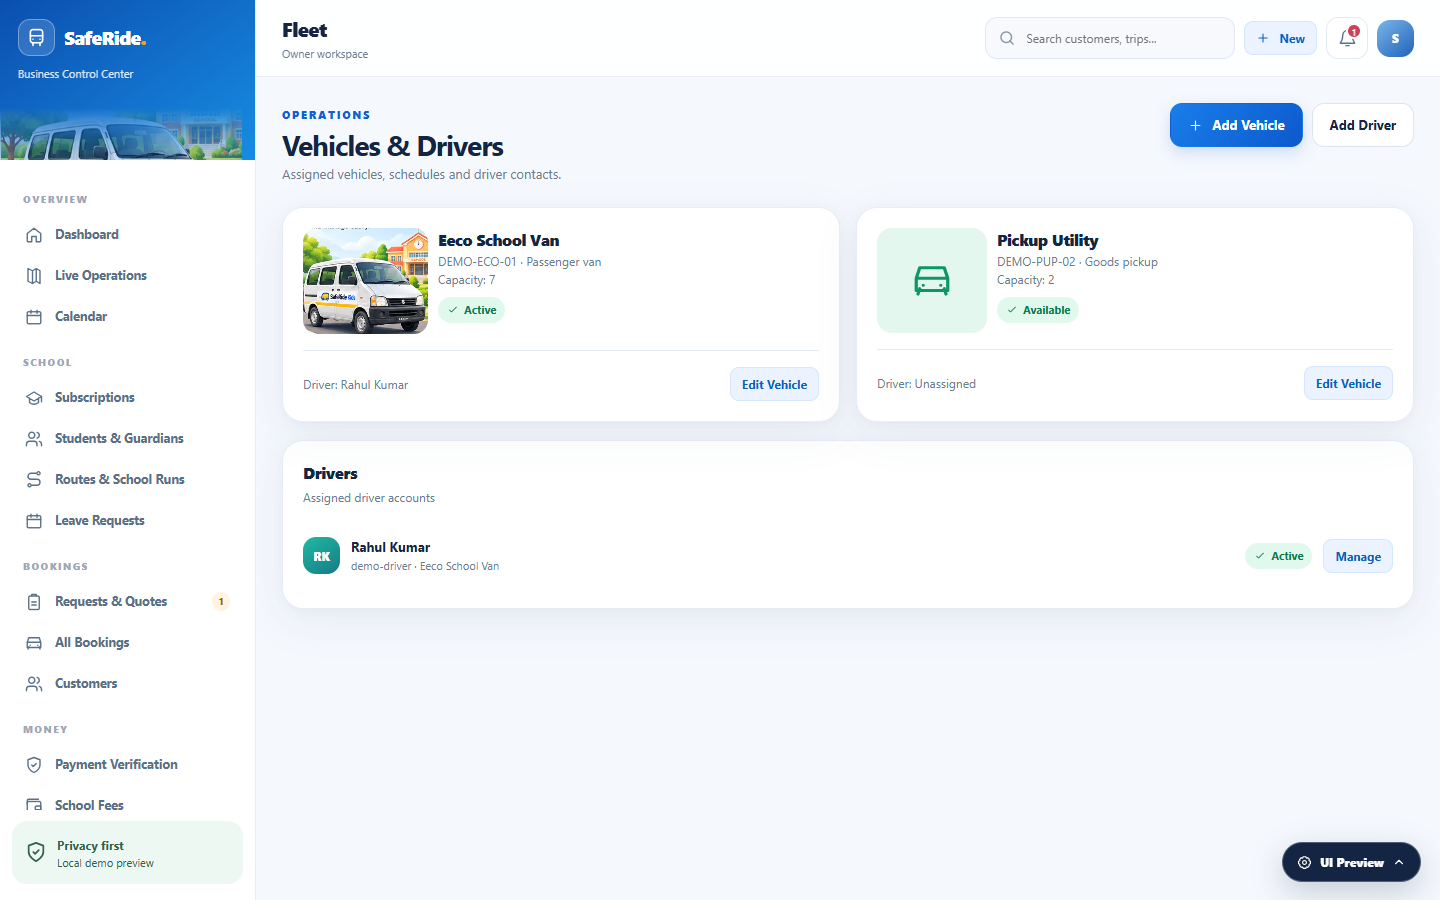 SafeRide.
Business Control Center
OVERVIEW
Dashboard
Live Operations
Calendar
SCHOOL
Subscriptions
Students & Guardians
Routes & School Runs
Leave Requests
BOOKINGS
Requests & Quotes 1
All Bookings
Customers
MONEY
Payment Verification
School Fees
Privacy first
Local demo preview
Fleet
Owner workspace
Search customers, trips...
+ New
1
S
OPERATIONS
Vehicles & Drivers
Assigned vehicles, schedules and driver contacts.
+ Add Vehicle
Add Driver
SafeRide Kids
Eeco School Van
DEMO-ECO-01 · Passenger van
Capacity: 7
Active
Driver: Rahul Kumar
Edit Vehicle
Pickup Utility
DEMO-PUP-02 · Goods pickup
Capacity: 2
Available
Driver: Unassigned
Edit Vehicle
Drivers
Assigned driver accounts
RK
Rahul Kumar
demo-driver · Eeco School Van
Active
Manage
UI Preview